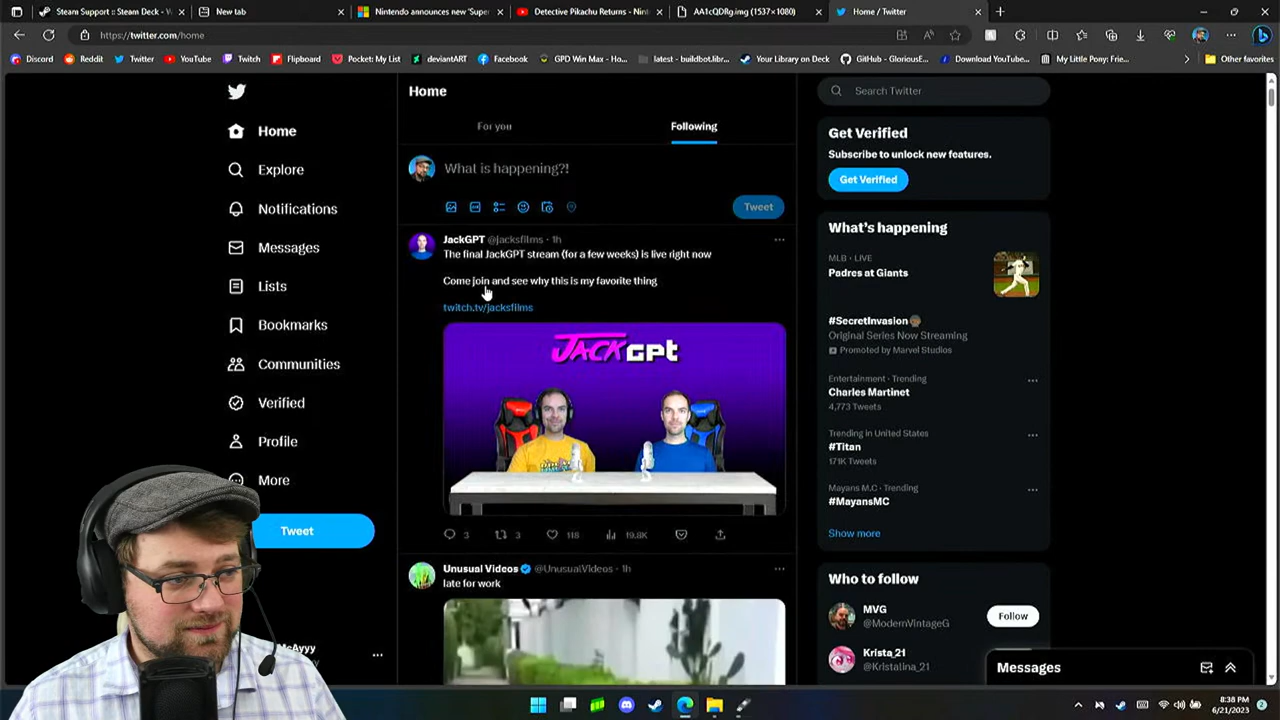 Steam Support :: Steam Deck - V
New tab
Nintendo announces new 'Super
Detective Pikachu Returns - Nint
AA1cQDRg.img (1537×1080)
Home / Twitter
https://twitter.com/home
Discord
Reddit
Twitter
YouTube
Twitch
Flipboard
Pocket: My List
deviantART
Facebook
GPD Win Max - Ho...
latest - buildbot.libr...
Your Library on Deck
GitHub - GloriousE...
Download YouTube...
My Little Pony: Frie...
Other favorites
Home
Explore
Notifications
Messages
Lists
Bookmarks
Communities
Verified
Profile
More
Tweet
Home
For you
Following
What is happening?!
Tweet
JackGPT @jacksfilms · 1h
The final JackGPT stream (for a few weeks) is live right now
Come join and see why this is my favorite thing
twitch.tv/jacksfilms
JACKGPT
3
3
118
19.8K
Unusual Videos @UnusualVideos · 1h
late for work
Search Twitter
Get Verified
Subscribe to unlock new features.
Get Verified
What's happening
MLB · LIVE
Padres at Giants
#SecretInvasion
Original Series Now Streaming
Promoted by Marvel Studios
Entertainment · Trending
Charles Martinet
4,773 Tweets
Trending in United States
#Titan
171K Tweets
Mayans M.C · Trending
#MayansMC
Show more
Who to follow
MVG
@ModernVintageG
Follow
Krista_21
@Kristalina_21
Messages
8:38 PM
6/21/2023